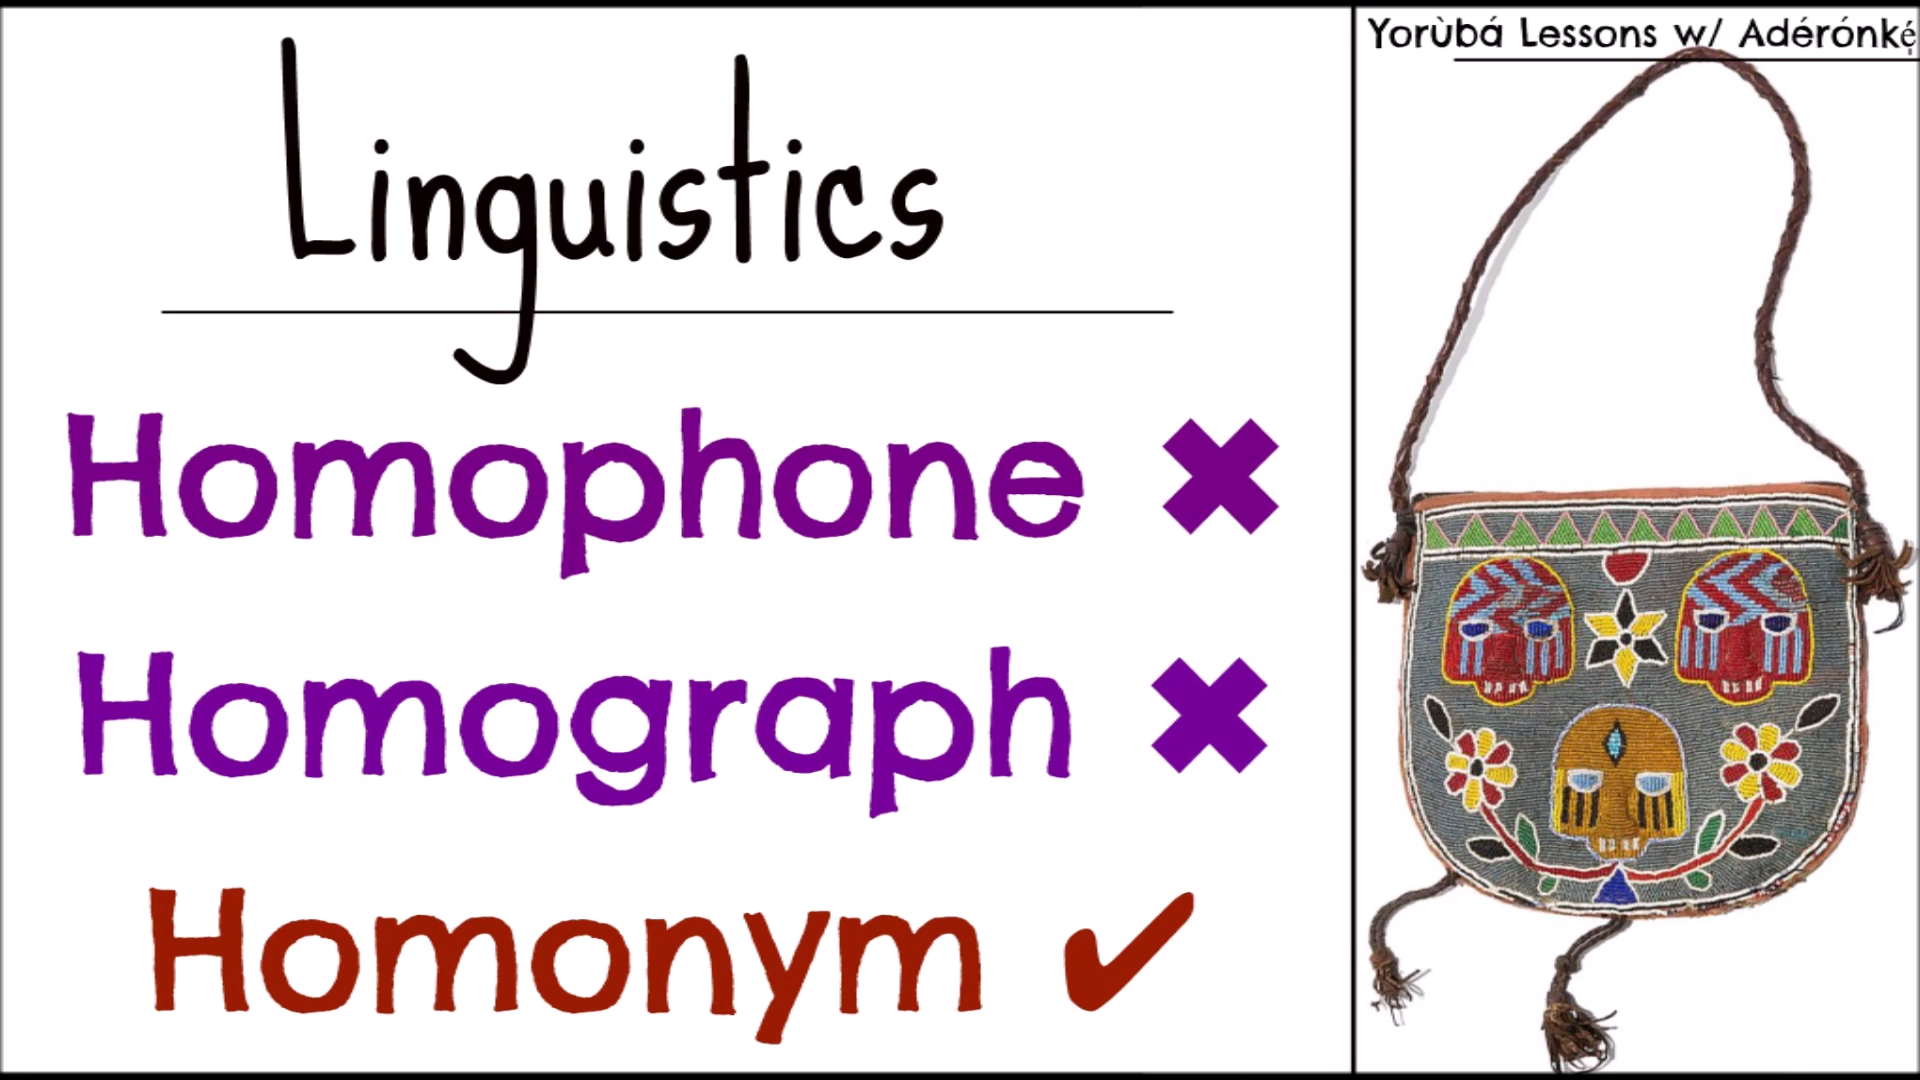 Linguistics
Homophone ✖
Homograph ✖
Homonym ✔
Yorùbá Lessons w/ Adérónkẹ́